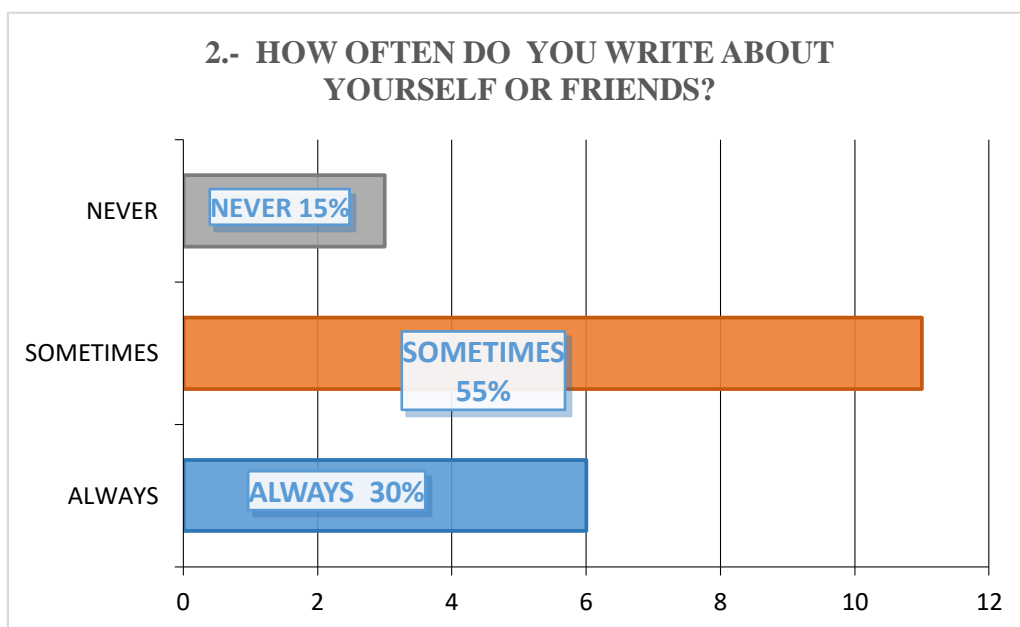 2.- HOW OFTEN DO YOU WRITE ABOUT
YOURSELF OR FRIENDS?
NEVER
NEVER 15%
SOMETIMES
SOMETIMES
55%
ALWAYS
ALWAYS 30%
0 2 4 6 8 10 12